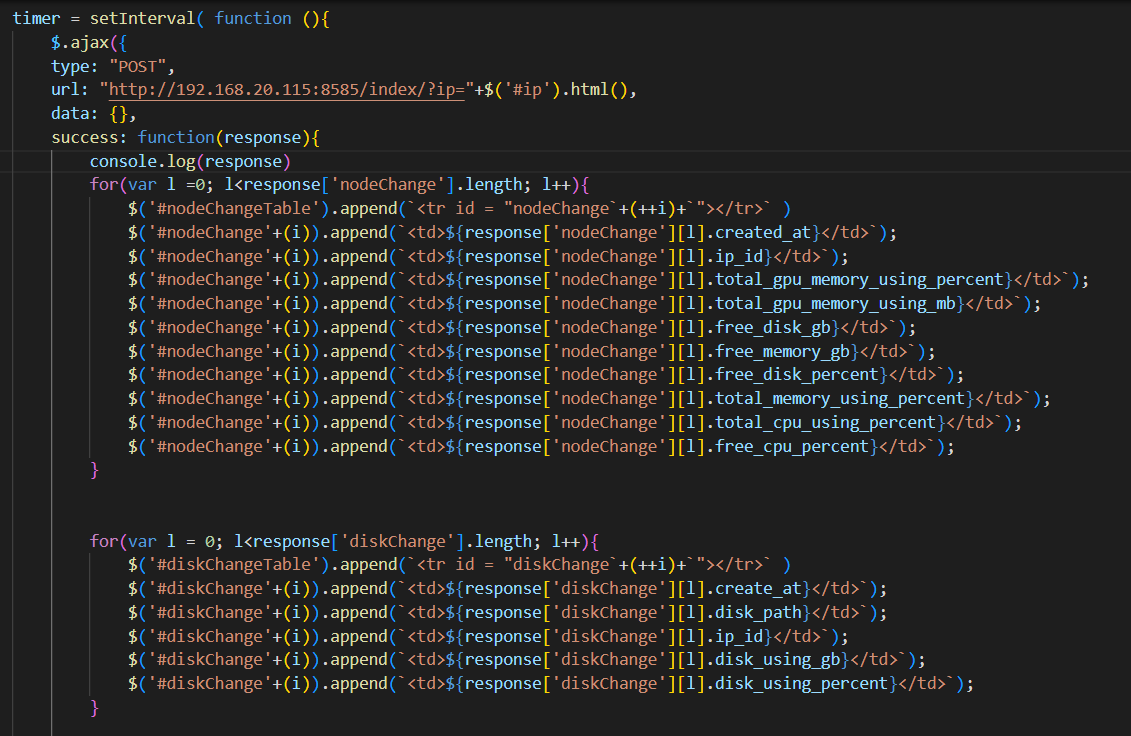 timer = setInterval( function (){
$.ajax({
type: "POST",
url: "http://192.168.20.115:8585/index/?ip="+$('#ip').html(),
data: {},
success: function(response){
console.log(response)
for(var l =0; l<response['nodeChange'].length; l++){
$('#nodeChangeTable').append(`<tr id = "nodeChange`+(++i)+`"></tr>` )
$('#nodeChange'+(i)).append(`<td>${response['nodeChange'][l].created_at}</td>`);
$('#nodeChange'+(i)).append(`<td>${response['nodeChange'][l].ip_id}</td>`);
$('#nodeChange'+(i)).append(`<td>${response['nodeChange'][l].total_gpu_memory_using_percent}</td>`);
$('#nodeChange'+(i)).append(`<td>${response['nodeChange'][l].total_gpu_memory_using_mb}</td>`);
$('#nodeChange'+(i)).append(`<td>${response['nodeChange'][l].free_disk_gb}</td>`);
$('#nodeChange'+(i)).append(`<td>${response['nodeChange'][l].free_memory_gb}</td>`);
$('#nodeChange'+(i)).append(`<td>${response['nodeChange'][l].free_disk_percent}</td>`);
$('#nodeChange'+(i)).append(`<td>${response['nodeChange'][l].total_memory_using_percent}</td>`);
$('#nodeChange'+(i)).append(`<td>${response['nodeChange'][l].total_cpu_using_percent}</td>`);
$('#nodeChange'+(i)).append(`<td>${response['nodeChange'][l].free_cpu_percent}</td>`);
}
for(var l = 0; l<response['diskChange'].length; l++){
$('#diskChangeTable').append(`<tr id = "diskChange`+(++i)+`"></tr>` )
$('#diskChange'+(i)).append(`<td>${response['diskChange'][l].create_at}</td>`);
$('#diskChange'+(i)).append(`<td>${response['diskChange'][l].disk_path}</td>`);
$('#diskChange'+(i)).append(`<td>${response['diskChange'][l].ip_id}</td>`);
$('#diskChange'+(i)).append(`<td>${response['diskChange'][l].disk_using_gb}</td>`);
$('#diskChange'+(i)).append(`<td>${response['diskChange'][l].disk_using_percent}</td>`);
}